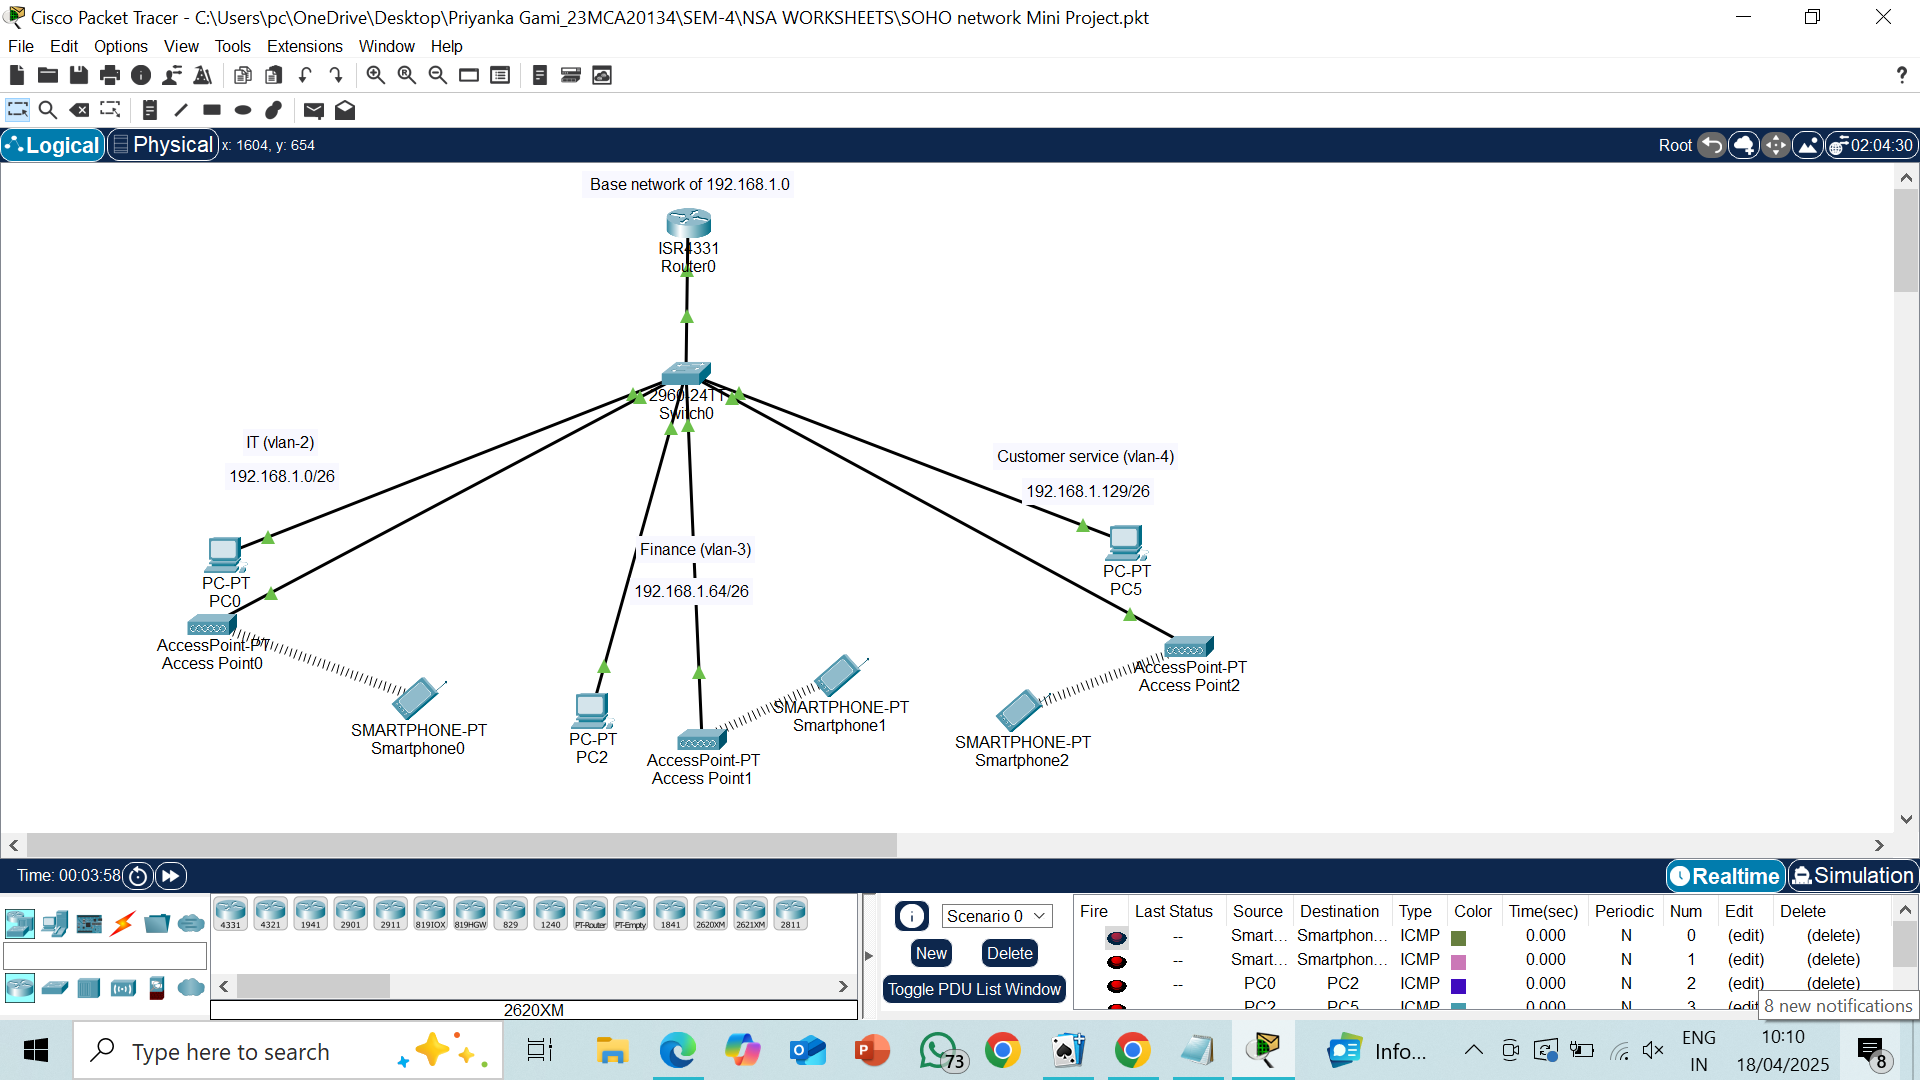 Cisco Packet Tracer - C:\Users\pc\OneDrive\Desktop\Priyanka Gami_23MCA20134\SEM-4\NSA WORKSHEETS\SOHO network Mini Project.pkt
File Edit Options View Tools Extensions Window Help
?
Logical Physical x: 1604, y: 654 Root 02:04:30
Base network of 192.168.1.0
ISR4331
Router0
2960-24TT
Switch0
IT (vlan-2)
192.168.1.0/26
Customer service (vlan-4)
192.168.1.129/26
Finance (vlan-3)
192.168.1.64/26
PC-PT
PC0
AccessPoint-PT
Access Point0
SMARTPHONE-PT
Smartphone0
PC-PT
PC2
AccessPoint-PT
Access Point1
SMARTPHONE-PT
Smartphone1
PC-PT
PC5
AccessPoint-PT
Access Point2
SMARTPHONE-PT
Smartphone2
Time: 00:03:58 Realtime Simulation
4331 4321 1941 2901 2911 819IOX 819HGW 829 1240 PT-Router PT-Empty 1841 2620XM 2621XM 2811
2620XM
Scenario 0
New Delete
Toggle PDU List Window
Fire Last Status Source Destination Type Color Time(sec) Periodic Num Edit Delete
-- Smart... Smartphon... ICMP 0.000 N 0 (edit) (delete)
-- Smart... Smartphon... ICMP 0.000 N 1 (edit) (delete)
-- PC0 PC2 ICMP 0.000 N 2 (edit) (delete)
PC2 PC5 ICMP 0.000 N 3 (edit
8 new notifications
Type here to search
73
Info...
ENG
IN
10:10
18/04/2025
8